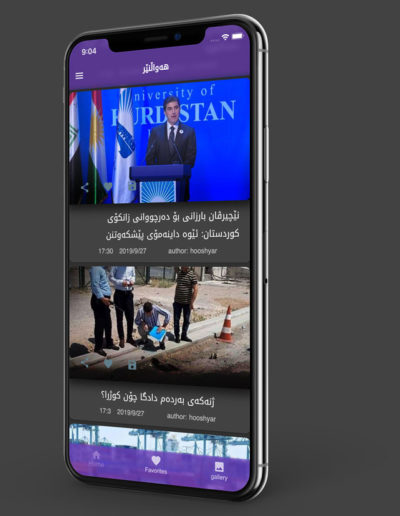 9:04
هەواڵنێر
University of
KURDISTAN
نێچیرڤان بارزانی بۆ دەرچووانی زانکۆی
کوردستان: ئێوە داینەمۆی پێشکەوتنن
17:30 2019/9/27 author: hooshyar
ژنەکەی بەردەم دادگا چۆن کوژرا؟
17:3 2019/9/27 author: hooshyar
Home
Favorites
gallery